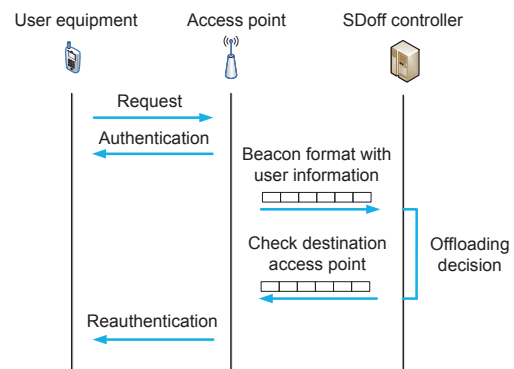 User equipment
Access point
SDoff controller
Request
Authentication
Beacon format with
user information
Check destination
access point
Offloading
decision
Reauthentication